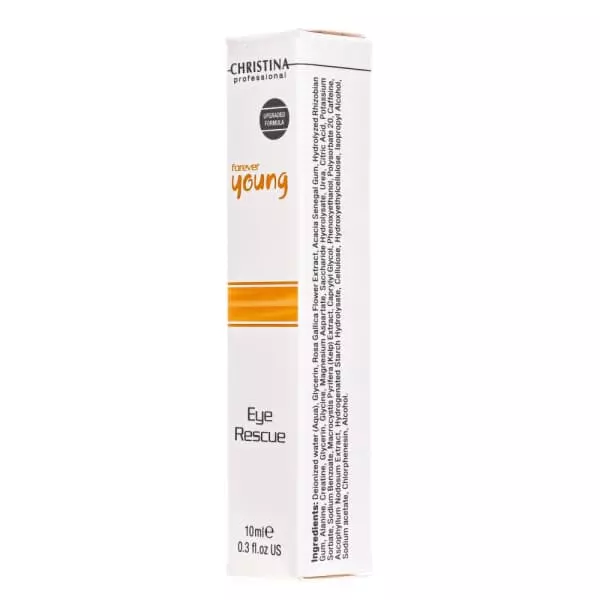 CHRISTINA
professional
UPGRADED
FORMULA
forever
young
Eye
Rescue
10ml℮
0.3 fl.oz US
Ingredients: Deionized water (Aqua), Glycerin, Rosa Gallica Flower Extract, Acacia Senegal Gum, Hydrolyzed Rhizobian
Gum, Alanine, Creatine, Glycerin, Glycine, Magnesium Aspartate, Saccharide Hydrolysate, Urea, Citric Acid, Potassium
Sorbate, Sodium Benzoate, Macrocystis Pyrifera (Kelp) Extract, Caprylyl Glycol, Phenoxyethanol, Polysorbate 20, Caffeine,
Ascophyllum Nodosum Extract, Hydrogenated Starch Hydrolysate, Cellulose, Hydroxyethylcellulose, Isopropyl Alcohol,
Sodium acetate, Chlorphenesin, Alcohol.